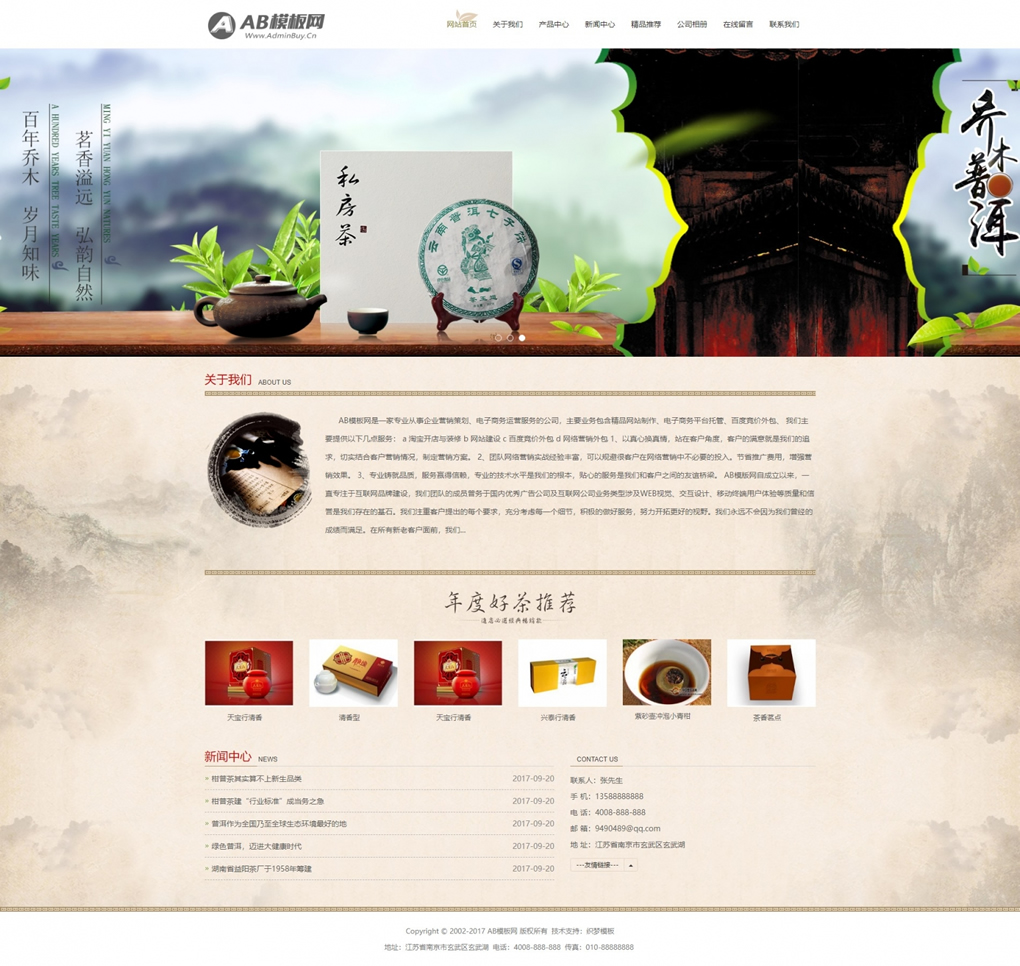 AB模板网
Www.AdminBuy.Cn
网站首页 关于我们 产品中心 新闻中心 精品推荐 公司相册 在线留言 联系我们
百年乔木 岁月知味
A HUNDRED YEARS TREE TASTE YEARS
茗香溢远 弘韵自然
MING YI YUAN HONG YUN NATURES
私房茶
云南普洱七子饼
茶王迎
乔木普洱
关于我们 ABOUT US
AB模板网是一家专业从事企业营销策划、电子商务运营服务的公司，主要业务包含精品网站制作、电子商务平台托管、百度竞价外包、 我们主
要提供以下几点服务： a 淘宝开店与装修 b 网站建设 c 百度竞价外包 d 网络营销外包 1、以真心换真情，站在客户角度，客户的满意就是我们的追
求，切实结合客户营销情况，制定营销方案。 2、团队网络营销实战经验丰富，可以规避很客户在网络营销中不必要的投入。节省推广费用，增强营
销效果。 3、专业铸就品质，服务赢得信赖，专业的技术水平是我们的根本，贴心的服务是我们和客户之间的友谊桥梁。 AB模版网自成立以来，一
直专注于互联网品牌建设，我们团队的成员曾务于国内优秀广告公司及互联网公司业务类型涉及WEB视觉、交互设计、移动终端用户体验等质量和信
誉是我们存在的基石。我们注重客户提出的每个要求，充分考虑每一个细节，积极的做好服务，努力开拓更好的视野。我们永远不会因为我们曾经的
成绩而满足。在所有新老客户面前，我们...
年度好茶推荐
天宝行清香 清香型 天宝行清香 兴泰行清香 紫砂壶冲泡小青柑 茶香茗点
新闻中心 NEWS
» 柑普茶其实算不上新生品类 2017-09-20
» 柑普茶建“行业标准”成当务之急 2017-09-20
» 普洱作为全国乃至全球生态环境最好的地 2017-09-20
» 绿色普洱，迈进大健康时代 2017-09-20
» 湖南省益阳茶厂于1958年筹建 2017-09-20
CONTACT US
联系人：张先生
手 机：13588888888
电 话：4008-888-888
邮 箱：9490489@qq.com
地 址：江苏省南京市玄武区玄武湖
---友情链接---
Copyright © 2002-2017 AB模板网 版权所有 技术支持：织梦模板
地址：江苏省南京市玄武区玄武湖 电话：4008-888-888 传真：010-88888888